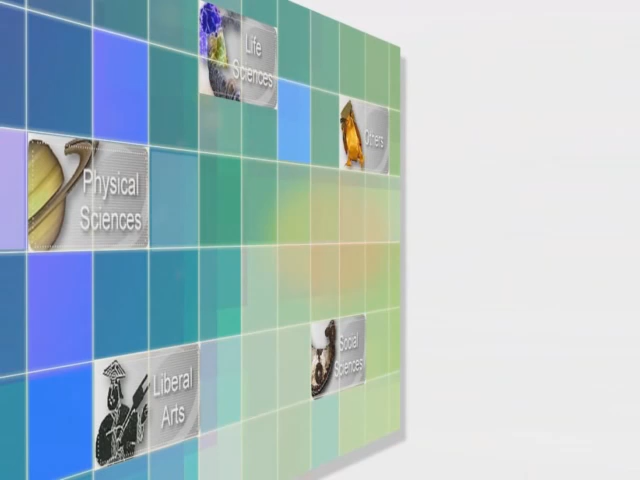 Life
Sciences
Others
Physical
Sciences
Social
Sciences
Liberal
Arts